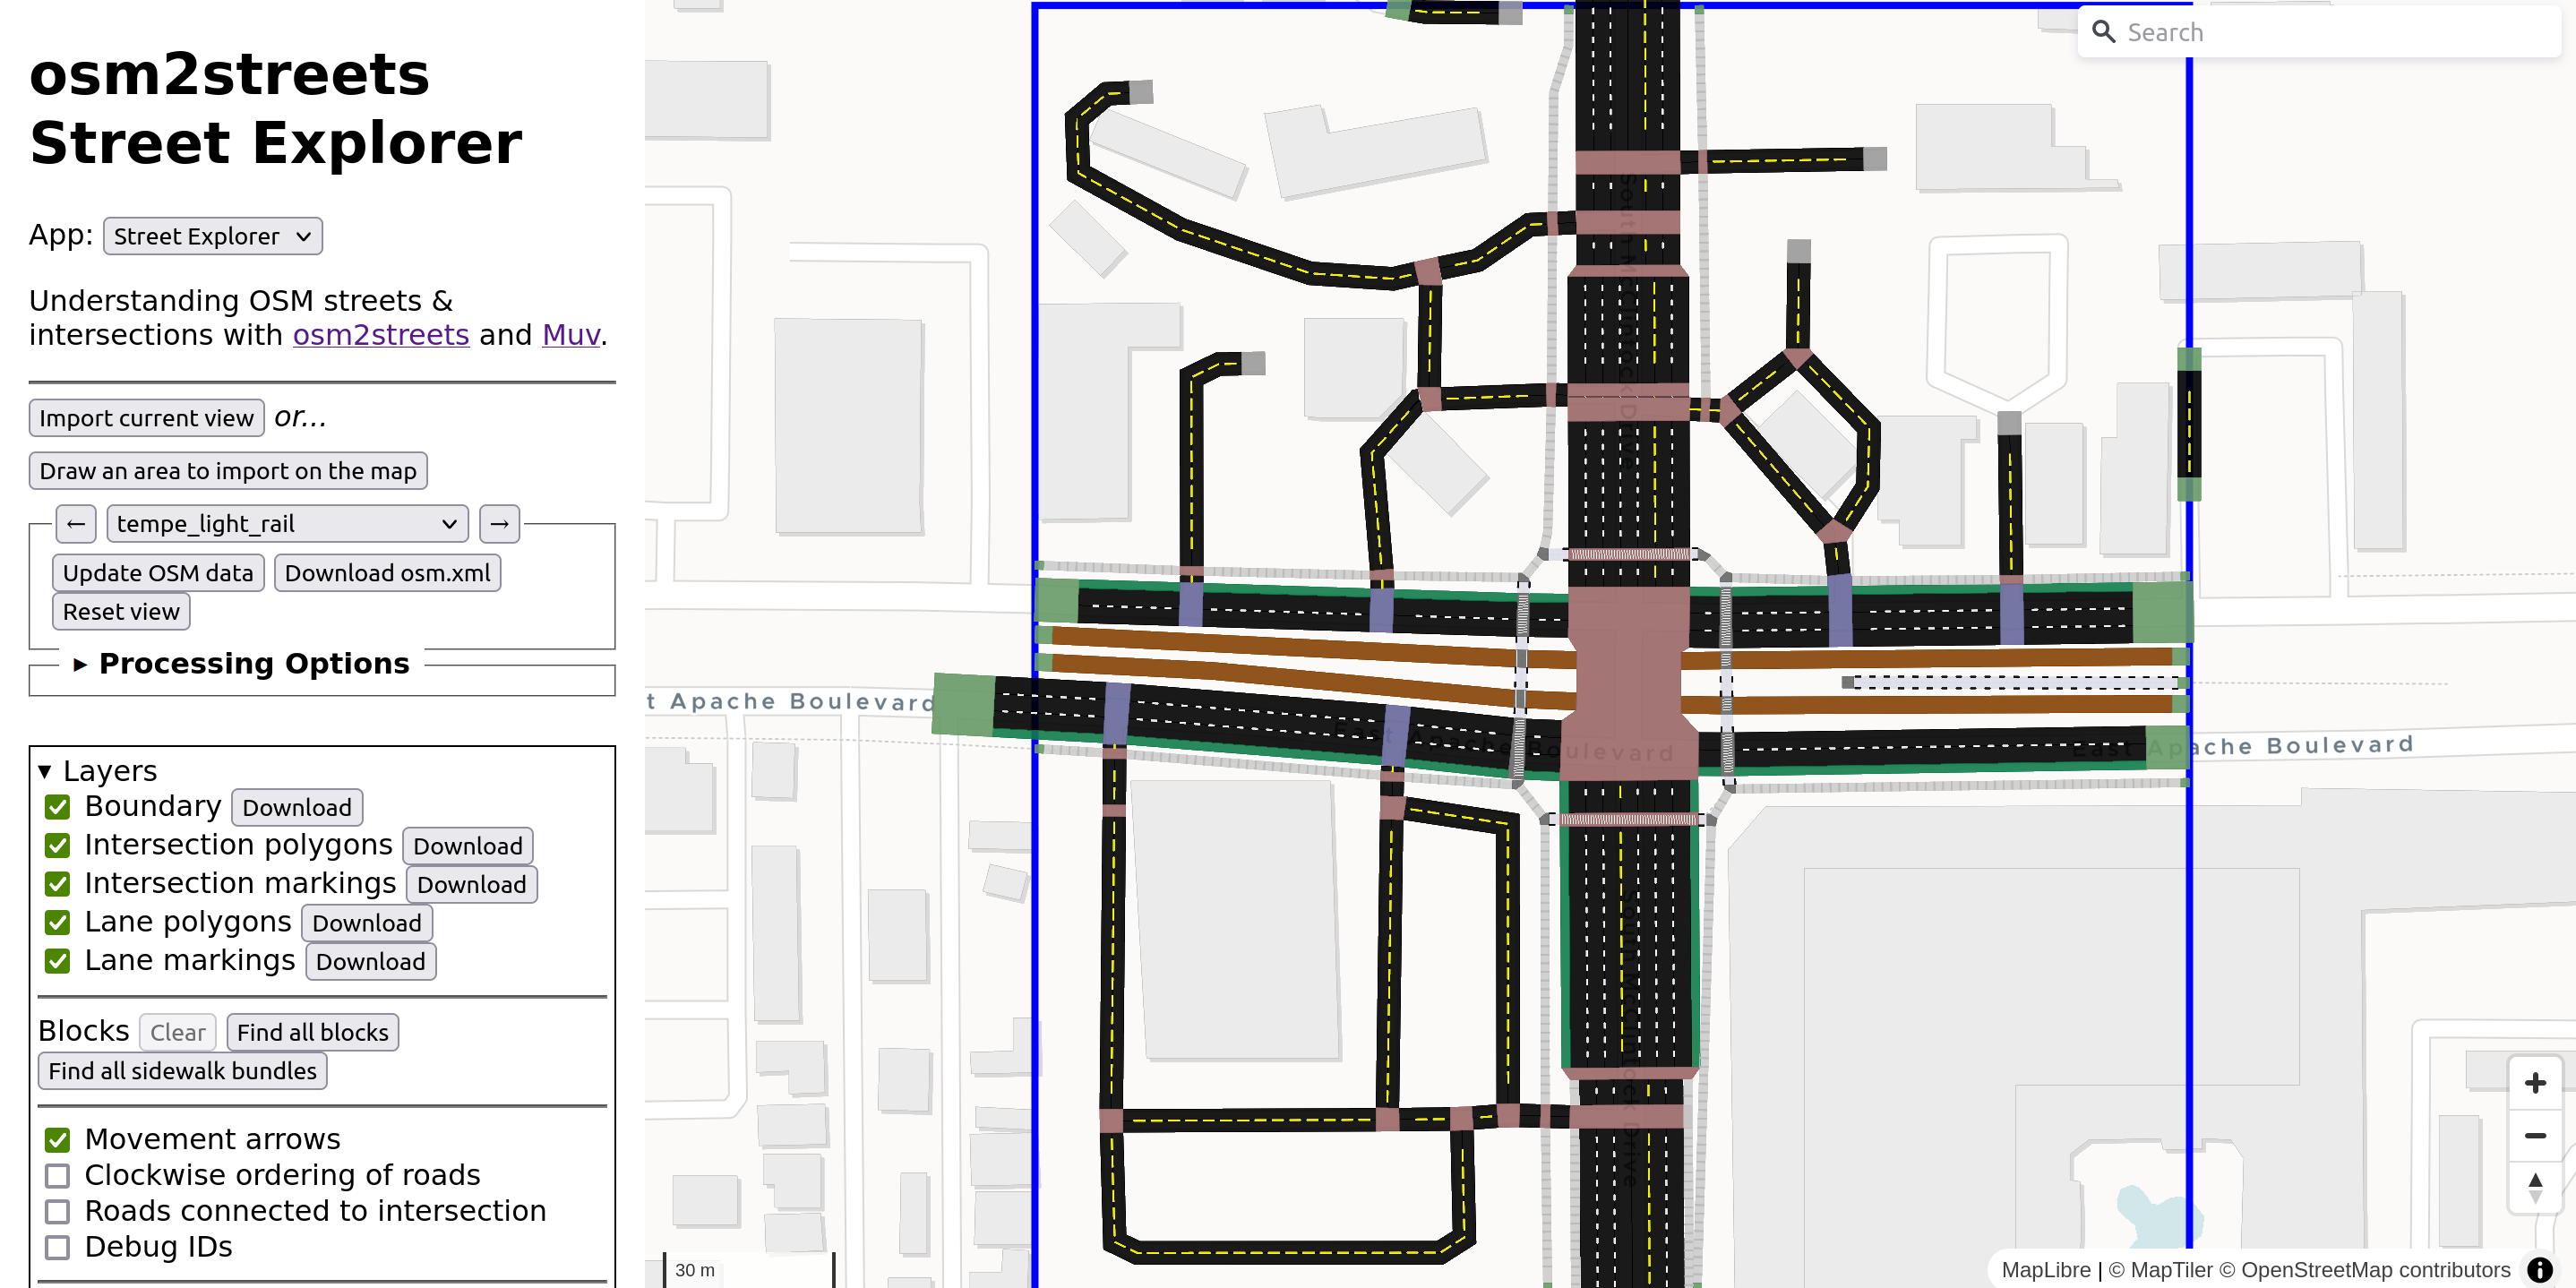 osm2streets
Street Explorer
App: Street Explorer
Understanding OSM streets &
intersections with osm2streets and Muv.
Import current view or...
Draw an area to import on the map
← tempe_light_rail →
Update OSM data Download osm.xml
Reset view
▸ Processing Options
▾ Layers
Boundary Download
Intersection polygons Download
Intersection markings Download
Lane polygons Download
Lane markings Download
Blocks Clear Find all blocks
Find all sidewalk bundles
Movement arrows
Clockwise ordering of roads
Roads connected to intersection
Debug IDs
Search
South McClintock Drive
t Apache Boulevard
East Apache Boulevard
East Apache Boulevard
South McClintock Drive
30 m
MapLibre | © MapTiler © OpenStreetMap contributors